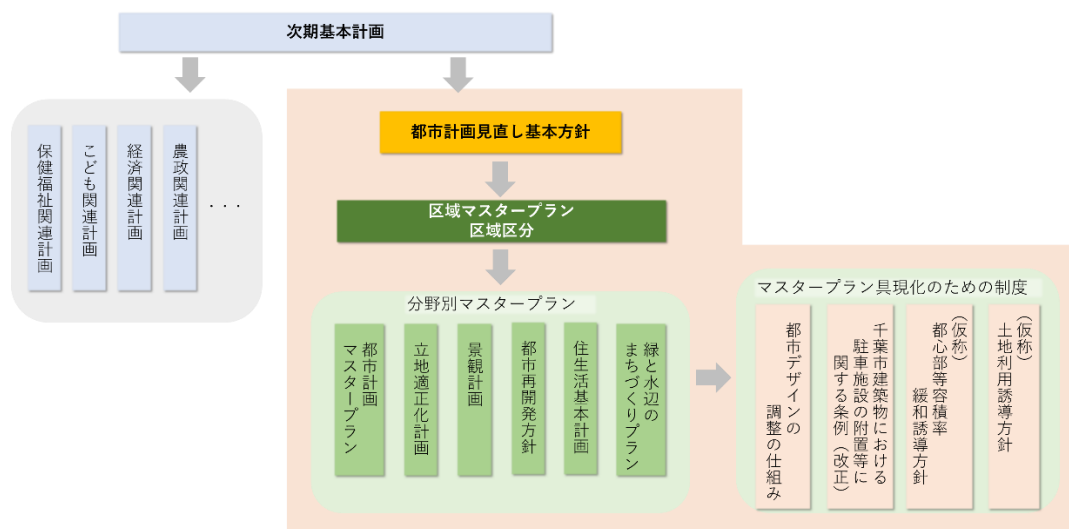 次期基本計画
保健福祉関連計画
こども関連計画
経済関連計画
農政関連計画
・・・
都市計画見直し基本方針
区域マスタープラン
区域区分
分野別マスタープラン
都市計画
マスタープラン
立地適正化計画
景観計画
都市再開発方針
住生活基本計画
緑と水辺の
まちづくりプラン
マスタープラン具現化のための制度
都市デザインの
調整の仕組み
千葉市建築物における
駐車施設の附置等に
関する条例（改正）
（仮称）
都心部等容積率
緩和誘導方針
（仮称）
土地利用誘導方針